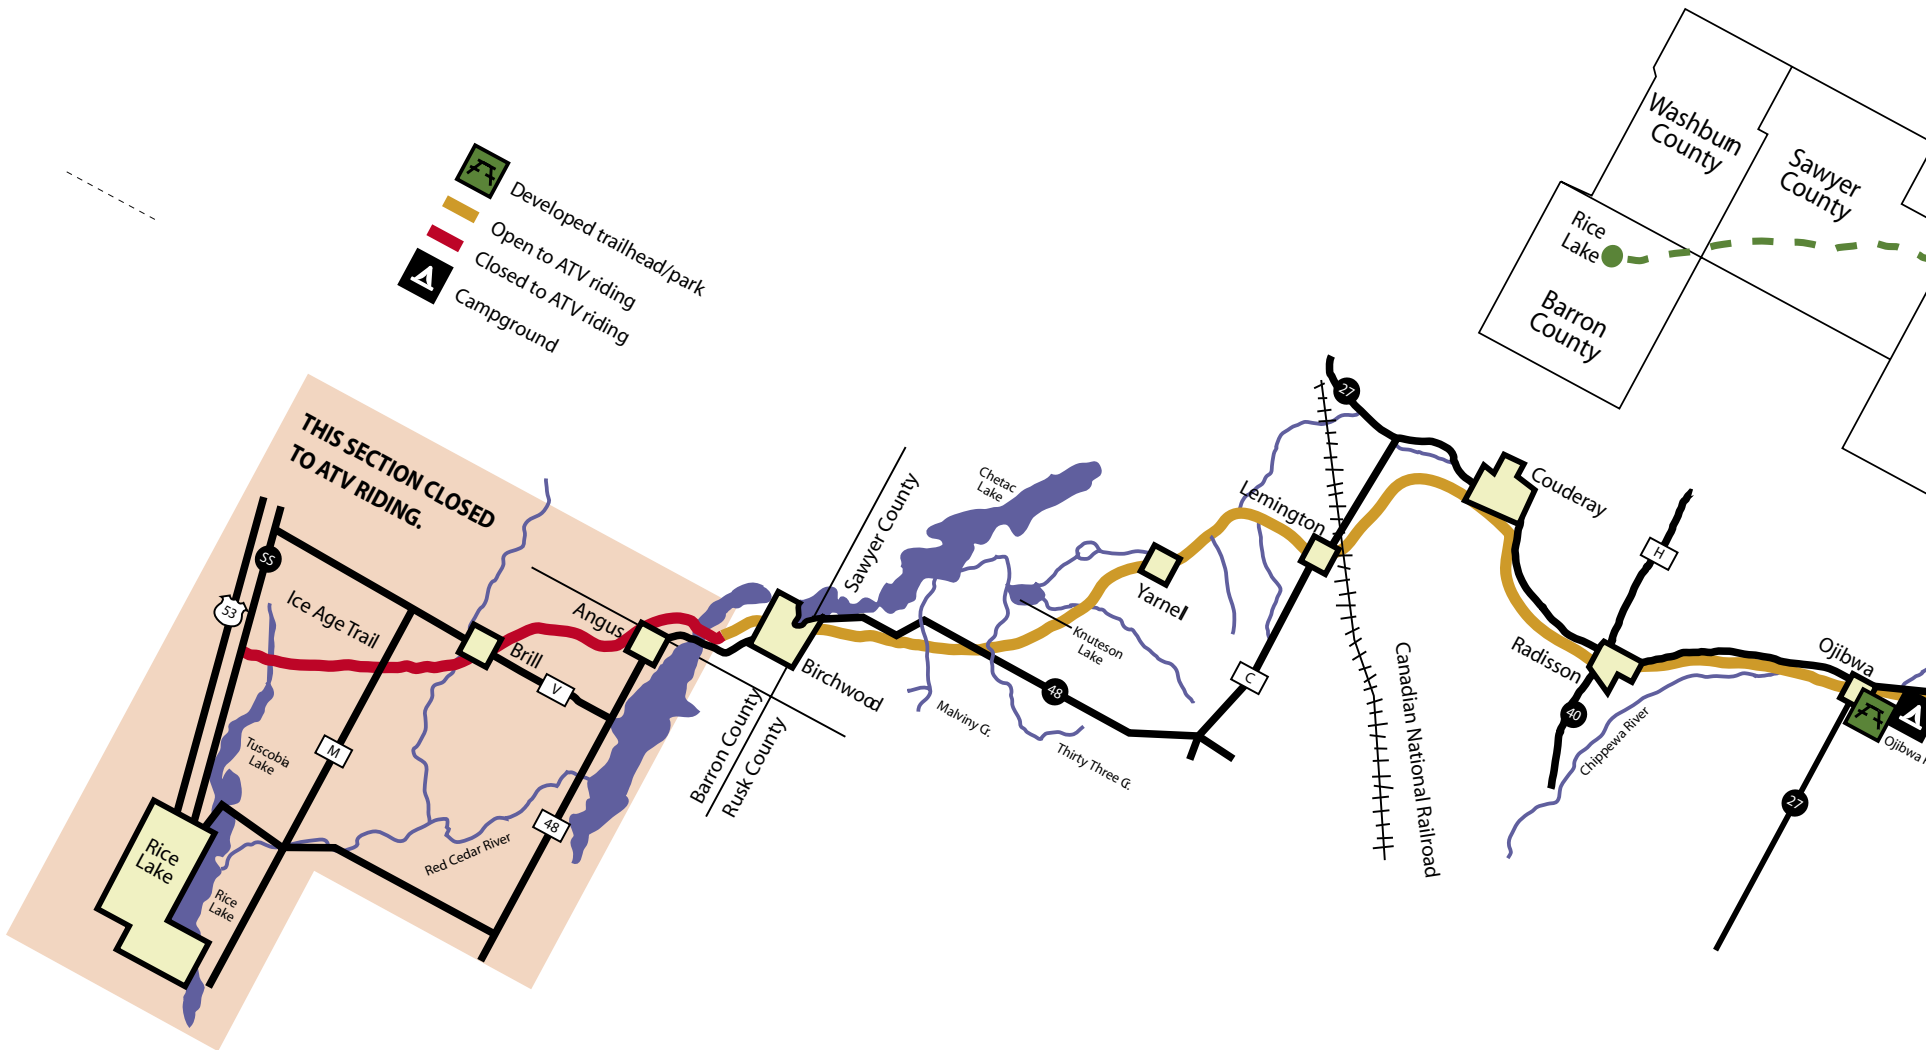 Developed trailhead/park
Open to ATV riding
Closed to ATV riding
Campground
Washburn
County
Sawyer
County
Rice
Lake
Barron
County
THIS SECTION CLOSED
TO ATV RIDING.
SS
53
Ice Age Trail
Brill
V
Angus
M
Tuscobia
Lake
Rice
Lake
Rice
Lake
Red Cedar River
48
Barron County
Rusk County
Sawyer County
Birchwood
Chetac
Lake
Malviny G.
Thirty Three G.
48
Knuteson
Lake
Yarnel
Lemington
C
27
Canadian National Railroad
Couderay
H
Radisson
40
Chippewa River
Ojibwa
Ojibwa
27